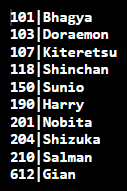 101|Bhagya
103|Doraemon
107|Kiteretsu
118|Shinchan
150|Sunio
190|Harry
201|Nobita
204|Shizuka
210|Salman
612|Gian